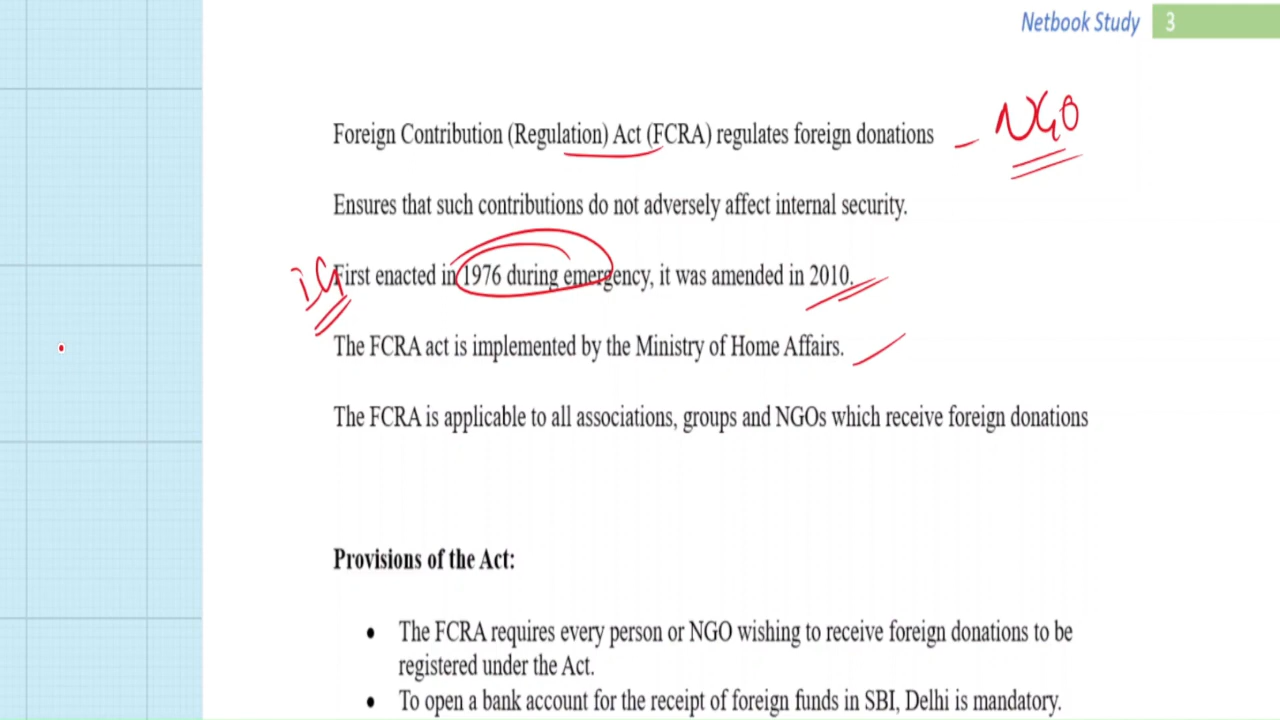 Netbook Study 3
Foreign Contribution (Regulation) Act (FCRA) regulates foreign donations - NGO
Ensures that such contributions do not adversely affect internal security.
IG First enacted in 1976 during emergency, it was amended in 2010.
The FCRA act is implemented by the Ministry of Home Affairs.
The FCRA is applicable to all associations, groups and NGOs which receive foreign donations
Provisions of the Act:
• The FCRA requires every person or NGO wishing to receive foreign donations to be
registered under the Act.
• To open a bank account for the receipt of foreign funds in SBI, Delhi is mandatory.